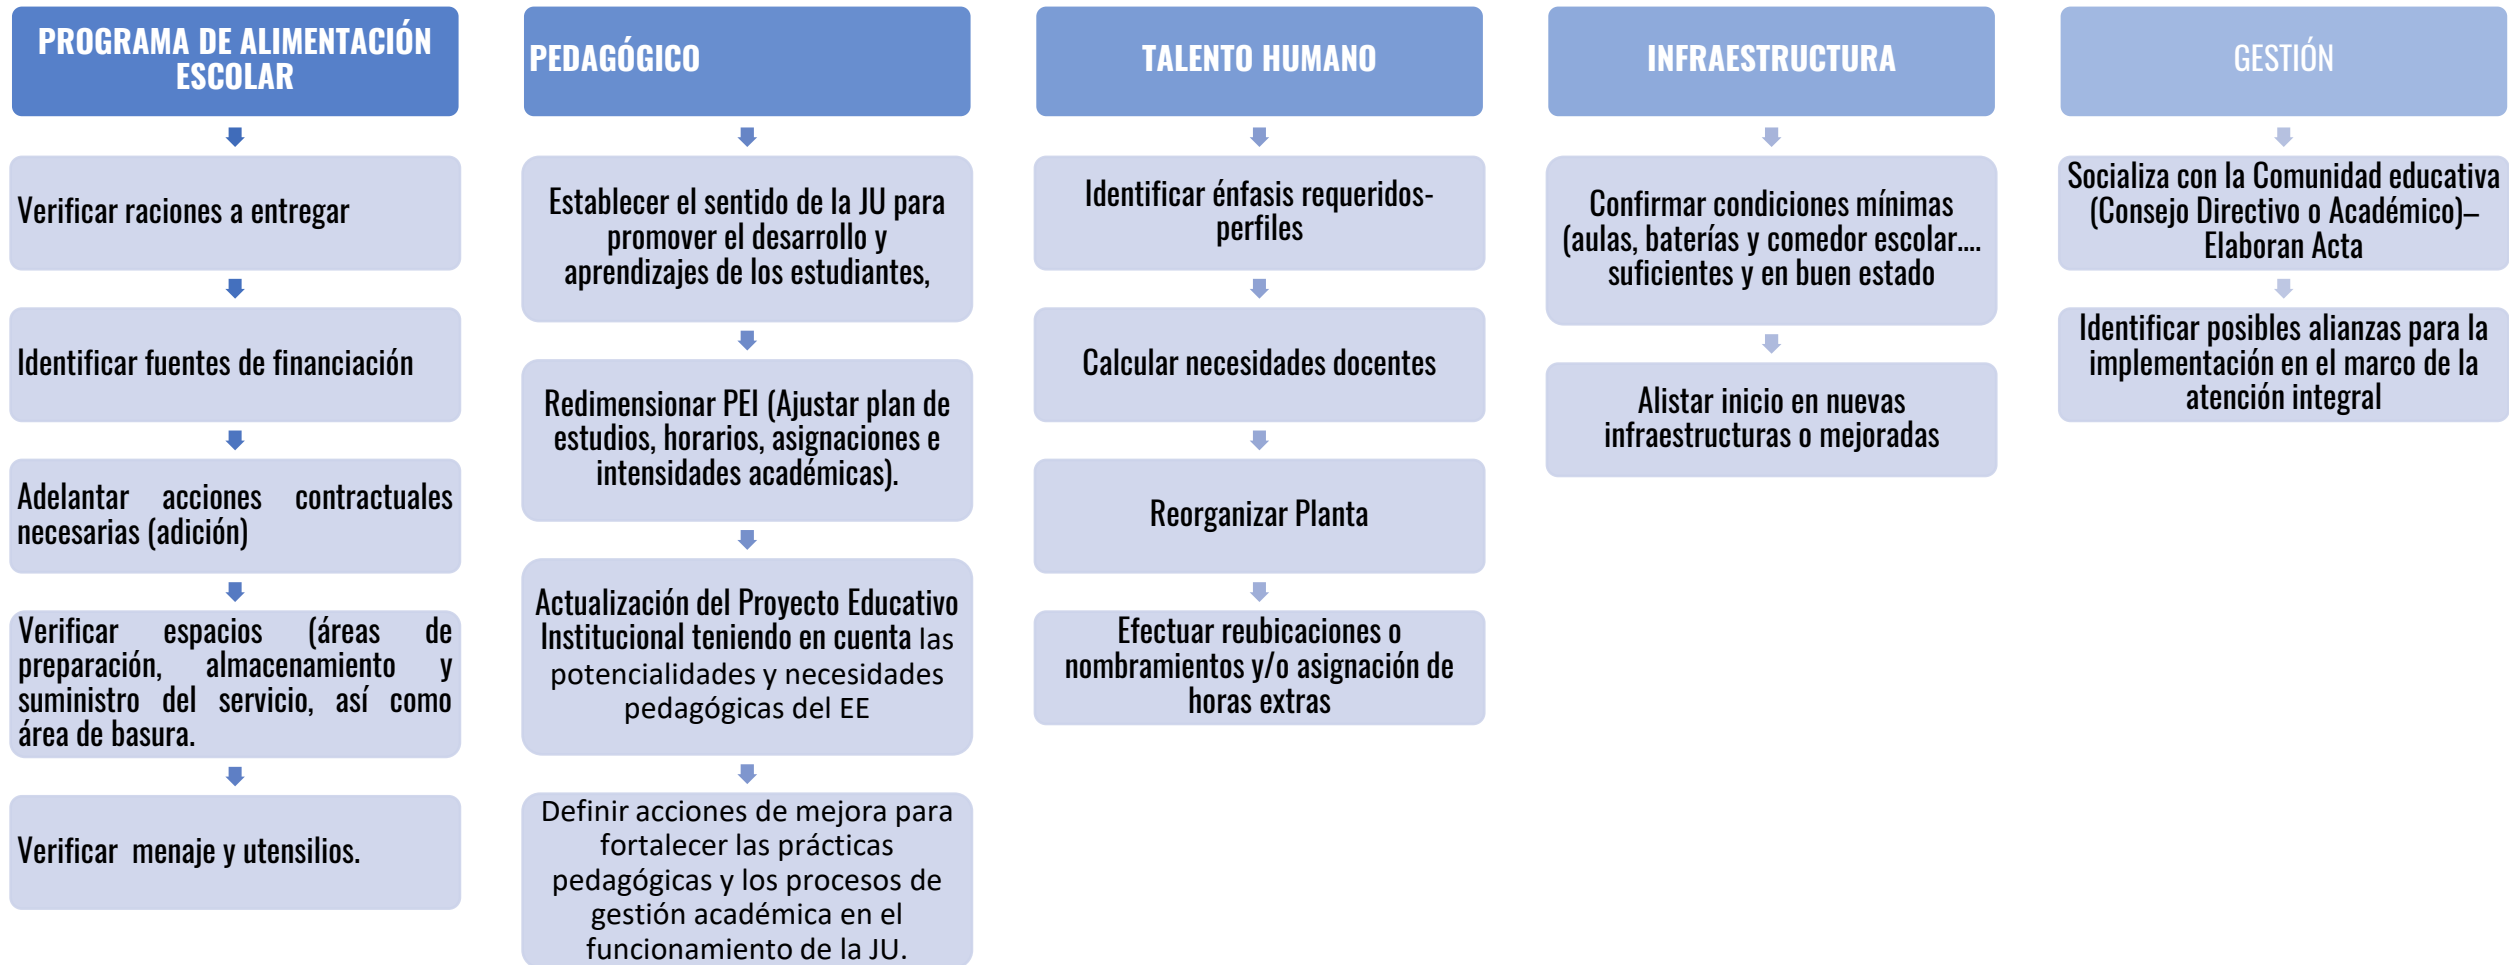 PROGRAMA DE ALIMENTACIÓN
ESCOLAR
Verificar raciones a entregar
Identificar fuentes de financiación
Adelantar acciones contractuales
necesarias (adición)
Verificar espacios (áreas de
preparación, almacenamiento y
suministro del servicio, así como
área de basura.
Verificar menaje y utensilios.
PEDAGÓGICO
Establecer el sentido de la JU para
promover el desarrollo y
aprendizajes de los estudiantes,
Redimensionar PEI (Ajustar plan de
estudios, horarios, asignaciones e
intensidades académicas).
Actualización del Proyecto Educativo
Institucional teniendo en cuenta las
potencialidades y necesidades
pedagógicas del EE
Definir acciones de mejora para
fortalecer las prácticas
pedagógicas y los procesos de
gestión académica en el
funcionamiento de la JU.
TALENTO HUMANO
Identificar énfasis requeridos-
perfiles
Calcular necesidades docentes
Reorganizar Planta
Efectuar reubicaciones o
nombramientos y/o asignación de
horas extras
INFRAESTRUCTURA
Confirmar condiciones mínimas
(aulas, baterías y comedor escolar....
suficientes y en buen estado
Alistar inicio en nuevas
infraestructuras o mejoradas
GESTIÓN
Socializa con la Comunidad educativa
(Consejo Directivo o Académico)–
Elaboran Acta
Identificar posibles alianzas para la
implementación en el marco de la
atención integral